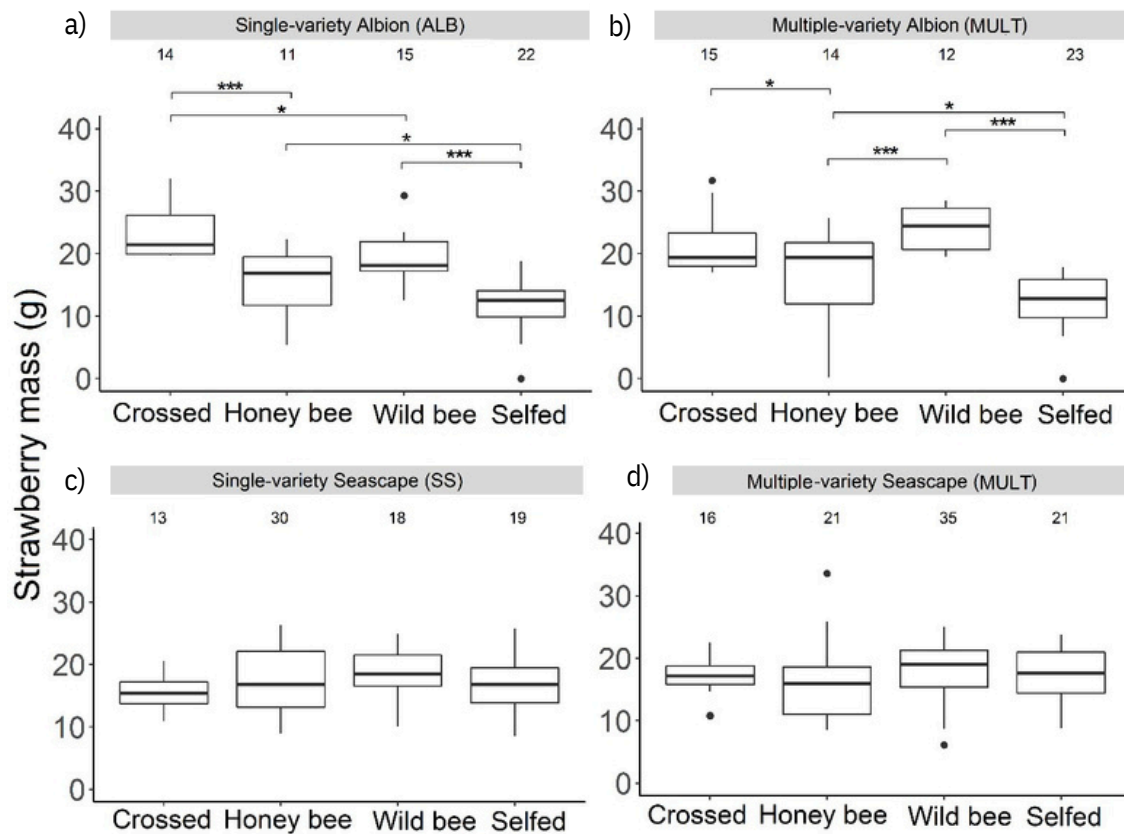 a) Single-variety Albion (ALB)
14 11 15 22
***
*
*
***
40
30
20
10
0
Crossed Honey bee Wild bee Selfed
b) Multiple-variety Albion (MULT)
15 14 12 23
*
*
***
***
40
30
20
10
0
Crossed Honey bee Wild bee Selfed
Strawberry mass (g)
c) Single-variety Seascape (SS)
13 30 18 19
40
30
20
10
0
Crossed Honey bee Wild bee Selfed
d) Multiple-variety Seascape (MULT)
16 21 35 21
40
30
20
10
0
Crossed Honey bee Wild bee Selfed